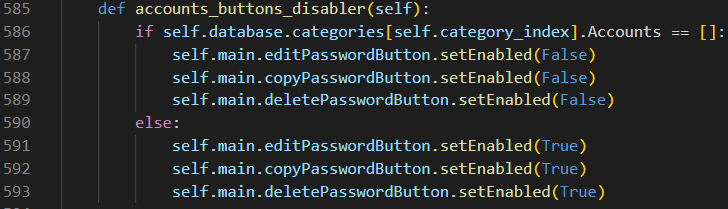 585 def accounts_buttons_disabler(self):
586 if self.database.categories[self.category_index].Accounts == []:
587 self.main.editPasswordButton.setEnabled(False)
588 self.main.copyPasswordButton.setEnabled(False)
589 self.main.deletePasswordButton.setEnabled(False)
590 else:
591 self.main.editPasswordButton.setEnabled(True)
592 self.main.copyPasswordButton.setEnabled(True)
593 self.main.deletePasswordButton.setEnabled(True)